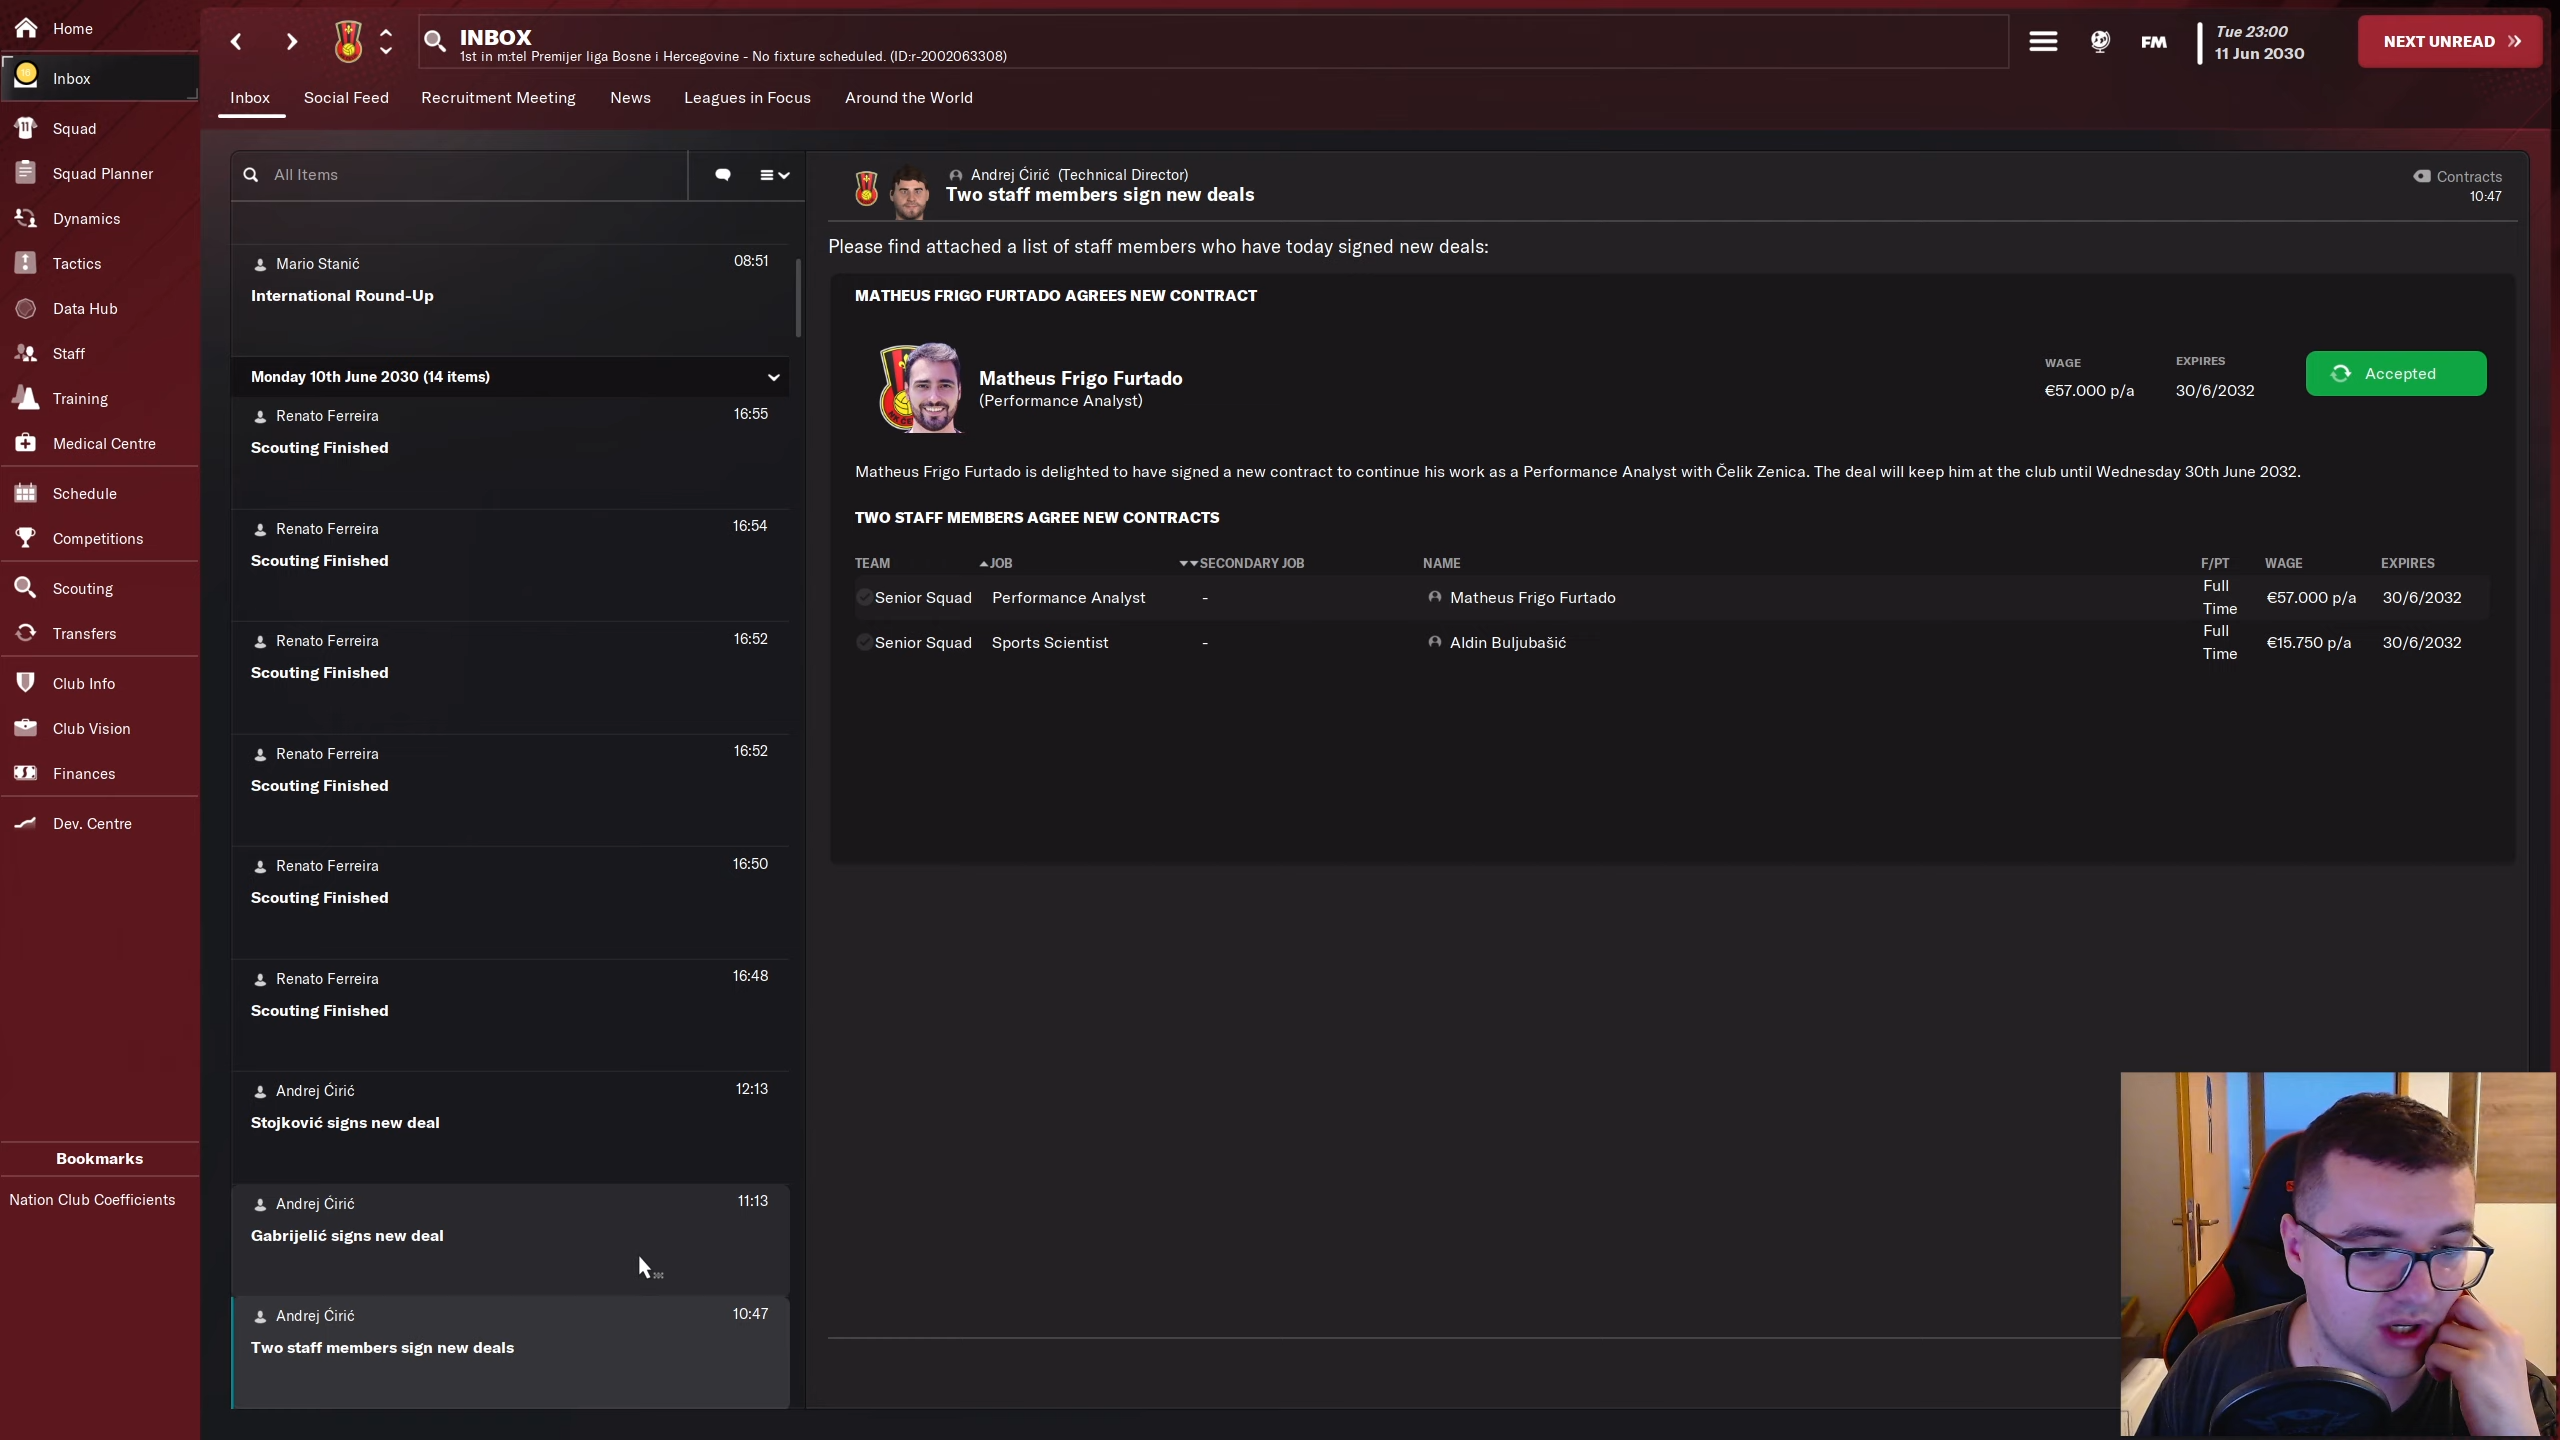 Home
Inbox
Squad
Squad Planner
Dynamics
Tactics
Data Hub
Staff
Training
Medical Centre
Schedule
Competitions
Scouting
Transfers
Club Info
Club Vision
Finances
Dev. Centre
Bookmarks
Nation Club Coefficients
INBOX
1st in m:tel Premijer liga Bosne i Hercegovine - No fixture scheduled. (ID:r-2002063308)
FM
Tue 23:00
11 Jun 2030
NEXT UNREAD
Inbox Social Feed Recruitment Meeting News Leagues in Focus Around the World
All Items
Mario Stanić 08:51
International Round-Up
Monday 10th June 2030 (14 items)
Renato Ferreira 16:55
Scouting Finished
Renato Ferreira 16:54
Scouting Finished
Renato Ferreira 16:52
Scouting Finished
Renato Ferreira 16:52
Scouting Finished
Renato Ferreira 16:50
Scouting Finished
Renato Ferreira 16:48
Scouting Finished
Andrej Ćirić 12:13
Stojković signs new deal
Andrej Ćirić 11:13
Gabrijelić signs new deal
Andrej Ćirić 10:47
Two staff members sign new deals
Andrej Ćirić (Technical Director)
Two staff members sign new deals
Contracts
10:47
Please find attached a list of staff members who have today signed new deals:
MATHEUS FRIGO FURTADO AGREES NEW CONTRACT
Matheus Frigo Furtado
(Performance Analyst)
WAGE EXPIRES
€57.000 p/a 30/6/2032
Accepted
Matheus Frigo Furtado is delighted to have signed a new contract to continue his work as a Performance Analyst with Čelik Zenica. The deal will keep him at the club until Wednesday 30th June 2032.
TWO STAFF MEMBERS AGREE NEW CONTRACTS
TEAM JOB SECONDARY JOB NAME F/PT WAGE EXPIRES
Senior Squad Performance Analyst - Matheus Frigo Furtado Full Time €57.000 p/a 30/6/2032
Senior Squad Sports Scientist - Aldin Buljubašić Full Time €15.750 p/a 30/6/2032